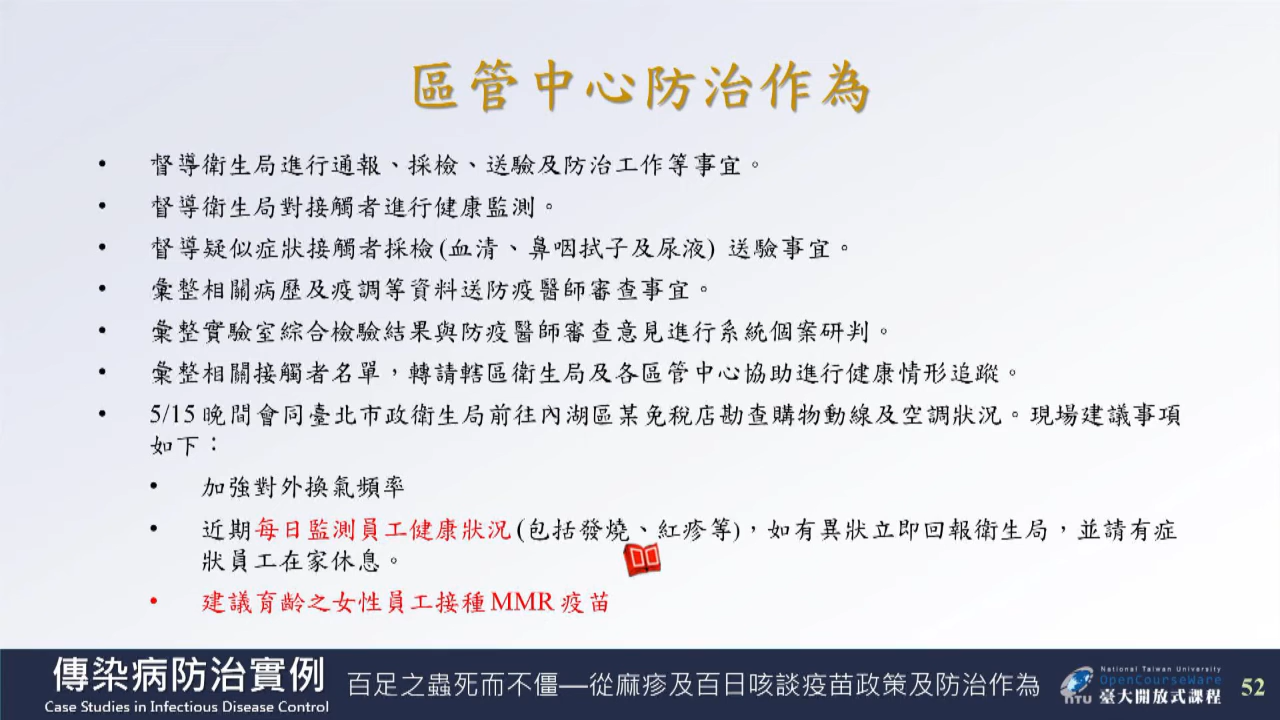 區管中心防治作為
• 督導衛生局進行通報、採檢、送驗及防治工作等事宜。
• 督導衛生局對接觸者進行健康監測。
• 督導疑似症狀接觸者採檢(血清、鼻咽拭子及尿液) 送驗事宜。
• 彙整相關病歷及疫調等資料送防疫醫師審查事宜。
• 彙整實驗室綜合檢驗結果與防疫醫師審查意見進行系統個案研判。
• 彙整相關接觸者名單，轉請轄區衛生局及各區管中心協助進行健康情形追蹤。
• 5/15 晚間會同臺北市政衛生局前往內湖區某免稅店勘查購物動線及空調狀況。現場建議事項
如下：
• 加強對外換氣頻率
• 近期每日監測員工健康狀況(包括發燒、紅疹等)，如有異狀立即回報衛生局，並請有症
狀員工在家休息。
• 建議育齡之女性員工接種MMR 疫苗
傳染病防治實例
Case Studies in Infectious Disease Control
百足之蟲死而不僵—從麻疹及百日咳談疫苗政策及防治作為
National Taiwan University
OpenCourseWare
NTU 臺大開放式課程
52